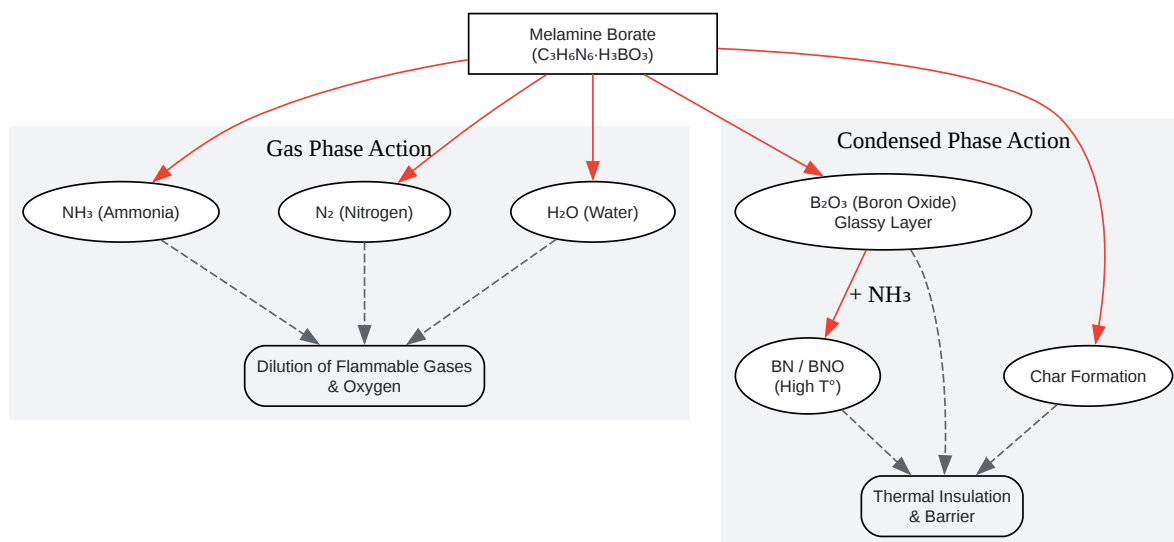 Melamine Borate
(C₃H₆N₆·H₃BO₃)
Gas Phase Action
Condensed Phase Action
NH₃ (Ammonia)
N₂ (Nitrogen)
H₂O (Water)
B₂O₃ (Boron Oxide)
Glassy Layer
+ NH₃
Dilution of Flammable Gases
& Oxygen
BN / BNO
(High T°)
Char Formation
Thermal Insulation
& Barrier